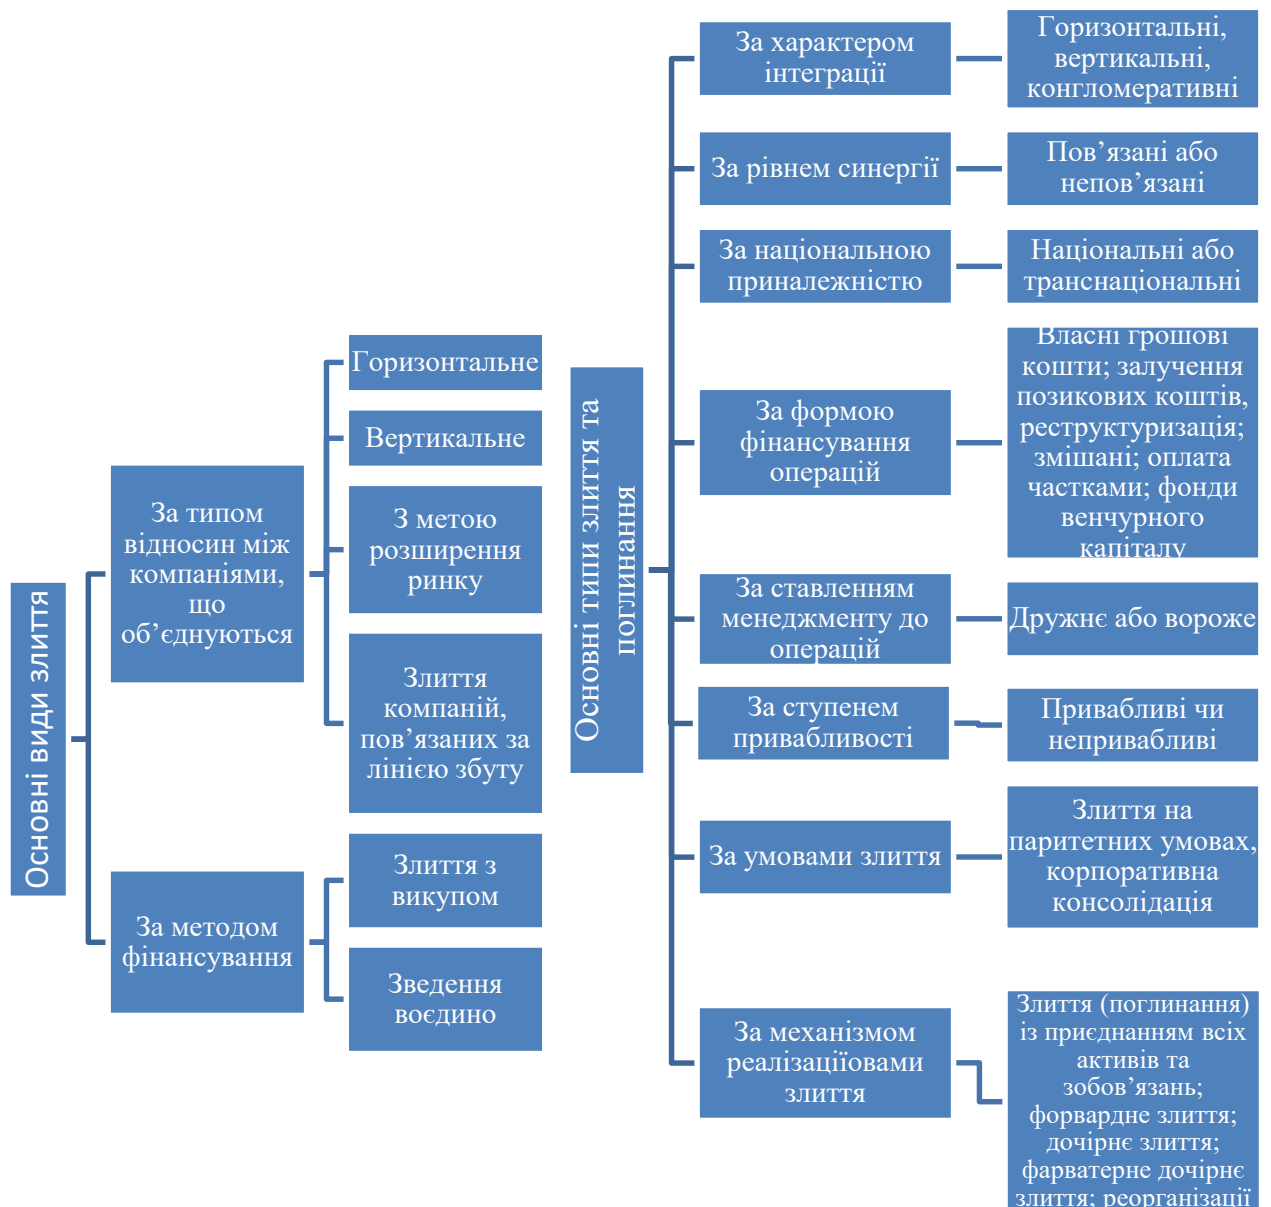 Основні види злиття
За типом
відносин між
компаніями,
що
об’єднуються
Горизонтальне
Вертикальне
З метою
розширення
ринку
Злиття
компаній,
пов’язаних за
лінією збуту
За методом
фінансування
Злиття з
викупом
Зведення
воєдино
Основні типи злиття та
поглинання
За характером
інтеграції
Горизонтальні,
вертикальні,
конгломеративні
За рівнем синергії
Пов’язані або
непов’язані
За національною
приналежністю
Національні або
транснаціональні
За формою
фінансування
операцій
Власні грошові
кошти; залучення
позикових коштів,
реструктуризація;
змішані; оплата
частками; фонди
венчурного
капіталу
За ставленням
менеджменту до
операцій
Дружнє або вороже
За ступенем
привабливості
Привабливі чи
непривабливі
За умовами злиття
Злиття на
паритетних умовах,
корпоративна
консолідація
За механізмом
реалізаціїовами
злиття
Злиття (поглинання)
із приєднанням всіх
активів та
зобов’язань;
форвардне злиття;
дочірнє злиття;
фарватерне дочірнє
злиття; реорганізації